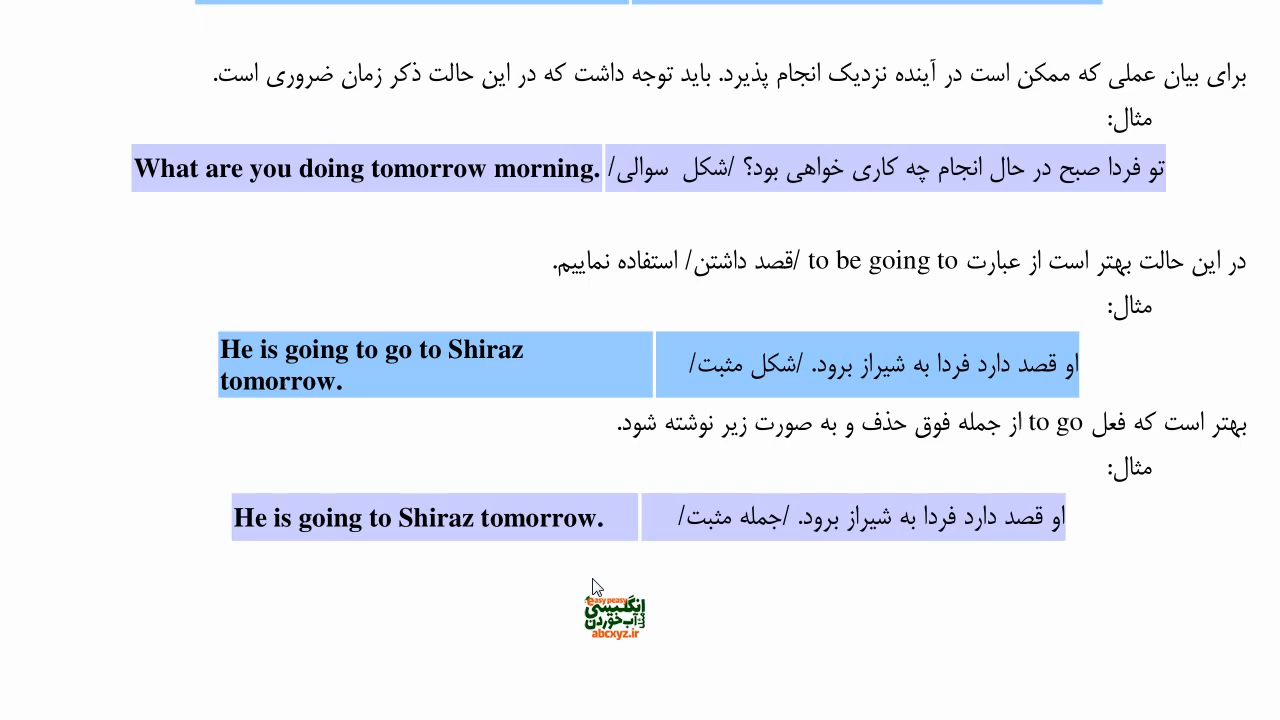 برای بیان عملی که ممکن است در آینده نزدیک انجام پذیرد. باید توجه داشت که در این حالت ذکر زمان ضروری است.
مثال:
تو فردا صبح در حال انجام چه کاری خواهی بود؟ /شکل سوالی/
What are you doing tomorrow morning.
در این حالت بهتر است از عبارت to be going to /قصد داشتن/ استفاده نماییم.
مثال:
او قصد دارد فردا به شیراز برود. /شکل مثبت/
He is going to go to Shiraz
tomorrow.
بهتر است که فعل to go از جمله فوق حذف و به صورت زیر نوشته شود.
مثال:
او قصد دارد فردا به شیراز برود. /جمله مثبت/
He is going to Shiraz tomorrow.
easy peasy
انگلیسی
مثل آب خوردن
abcxyz.ir